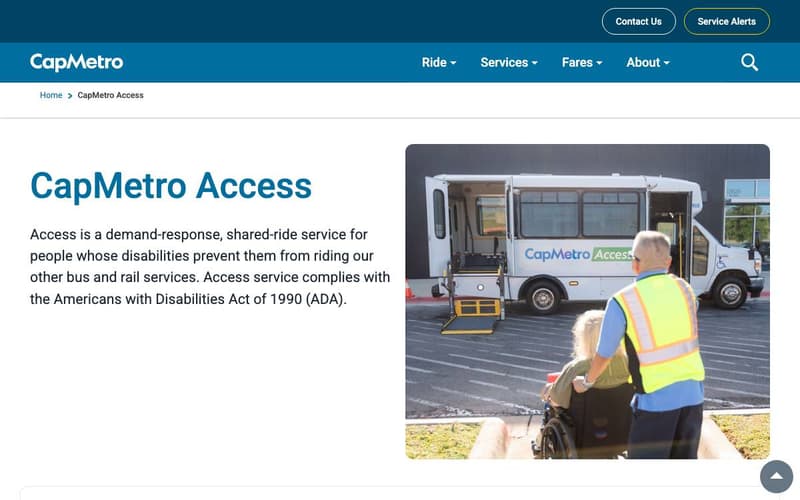 Contact Us
Service Alerts
CapMetro
Ride
Services
Fares
About
Home > CapMetro Access
CapMetro Access
Access is a demand-response, shared-ride service for
people whose disabilities prevent them from riding our
other bus and rail services. Access service complies with
the Americans with Disabilities Act of 1990 (ADA).
CapMetro Access
CapMetro